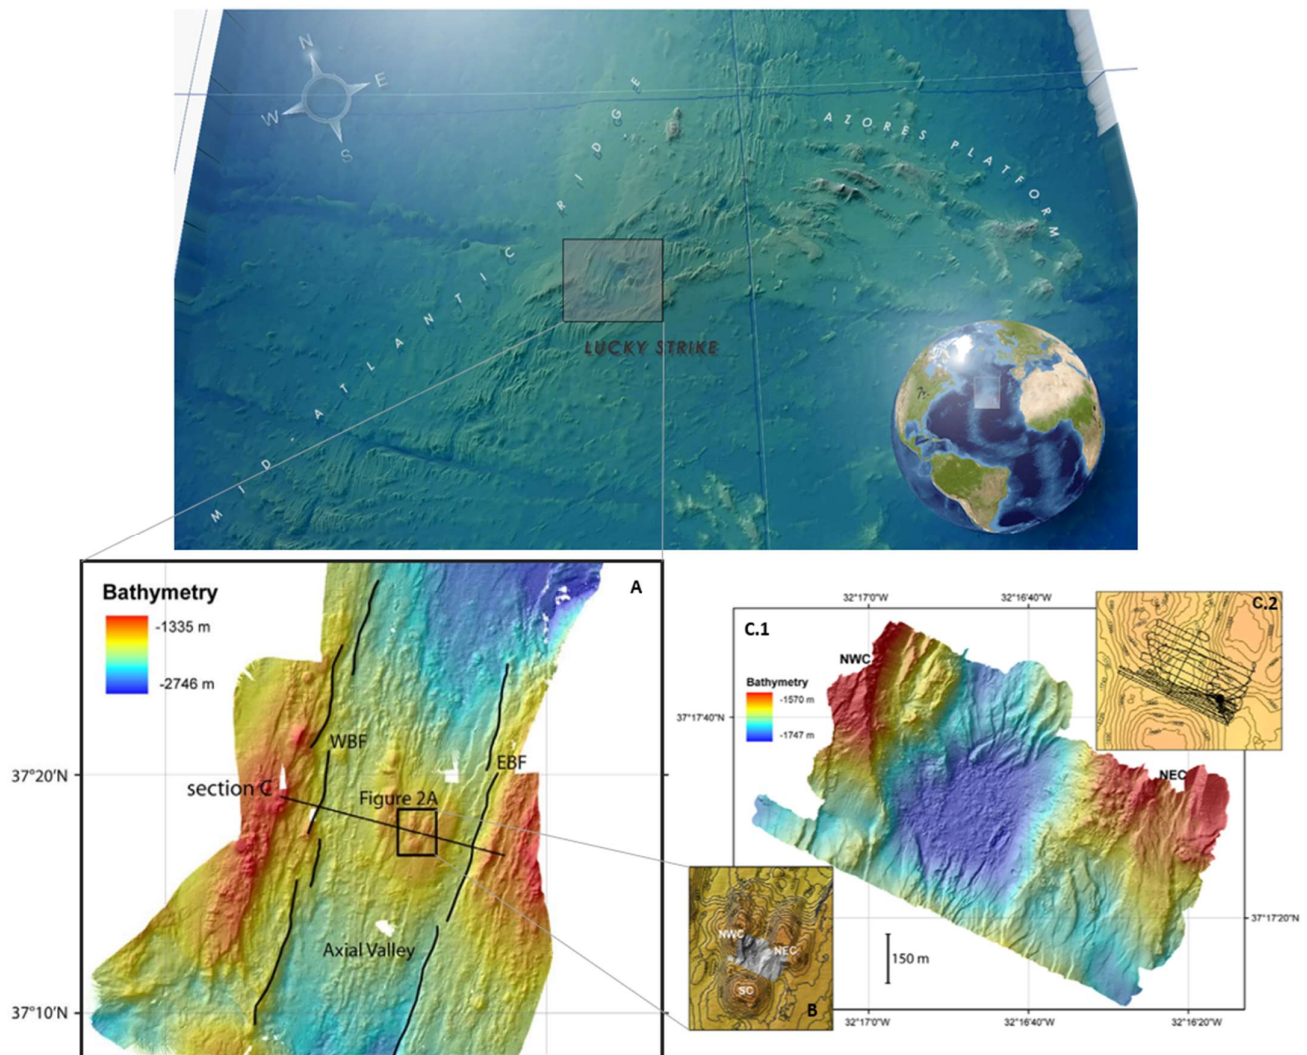 N
E
W
S
MID-ATLANTIC RIDGE
AZORES PLATFORM
LUCKY STRIKE
A
Bathymetry
-1335 m
-2746 m
WBF
EBF
section C
Figure 2A
Axial Valley
37°20'N
37°10'N
C.1
C.2
32°17'0"W
32°16'40"W
NWC
Bathymetry
-1570 m
-1747 m
37°17'40"N
NEC
37°17'20"N
150 m
32°17'0"W
32°16'40"W
32°16'20"W
NWC
NEC
SC
B